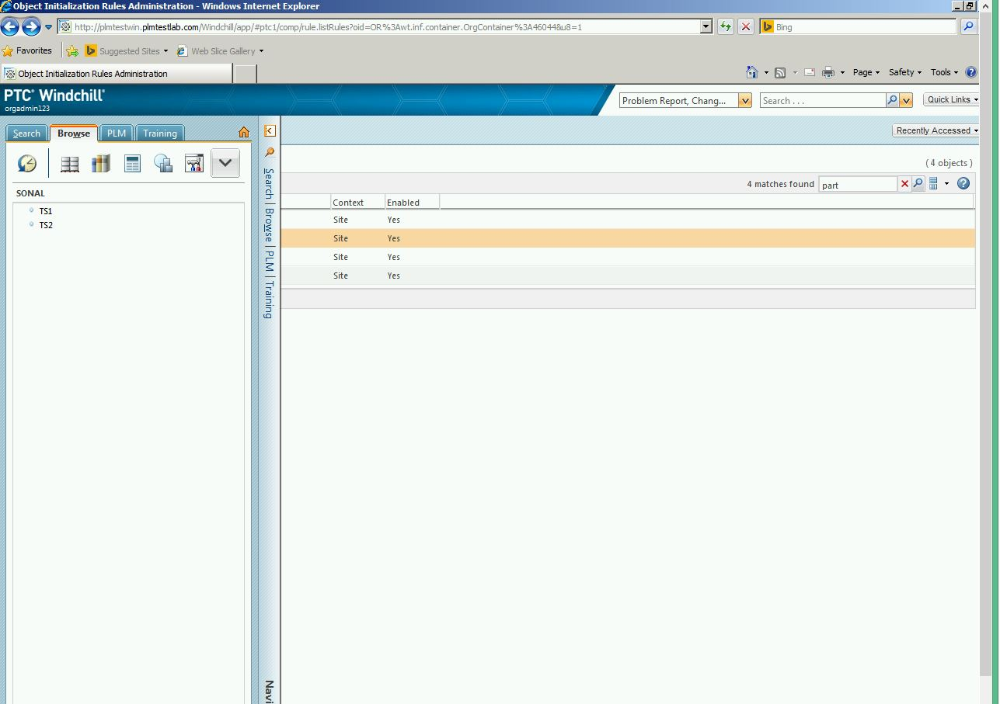 Object Initialization Rules Administration - Windows Internet Explorer
http://plmtestwin.plmtestlab.com/Windchill/app/#ptc1/comp/rule.listRules?oid=OR%3Awt.inf.container.OrgContainer%3A46044&u8=1
Bing
Favorites
Suggested Sites
Web Slice Gallery
Object Initialization Rules Administration
Page
Safety
Tools
PTC® Windchill®
orgadmin123
Problem Report, Chang...
Search . . .
Quick Links
Search
Browse
PLM
Training
Recently Accessed
( 4 objects )
4 matches found
part
SONAL
TS1
TS2
Search | Browse | PLM | Training
Context Enabled
Site Yes
Site Yes
Site Yes
Site Yes
Navi